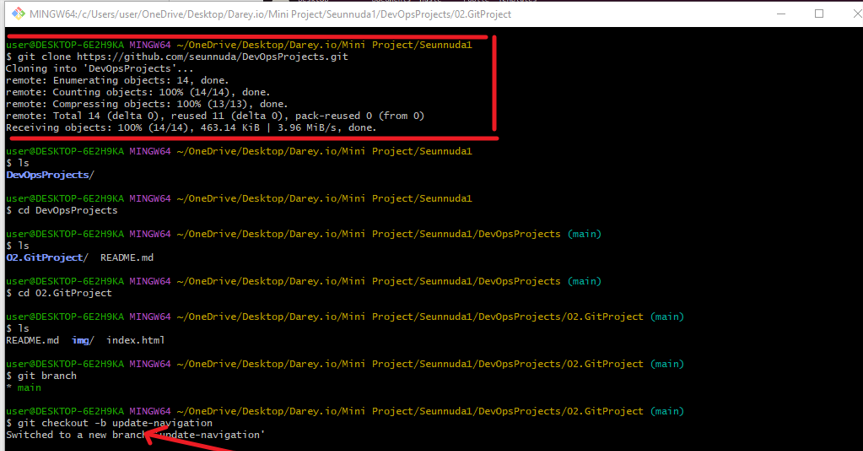 MINGW64:/c/Users/user/OneDrive/Desktop/Darey.io/Mini Project/Seunnuda1/DevOpsProjects/02.GitProject
user@DESKTOP-6E2H9KA MINGW64 ~/OneDrive/Desktop/Darey.io/Mini Project/Seunnuda1
$ git clone https://github.com/seunnuda/DevOpsProjects.git
Cloning into 'DevOpsProjects'...
remote: Enumerating objects: 14, done.
remote: Counting objects: 100% (14/14), done.
remote: Compressing objects: 100% (13/13), done.
remote: Total 14 (delta 0), reused 11 (delta 0), pack-reused 0 (from 0)
Receiving objects: 100% (14/14), 463.14 KiB | 3.96 MiB/s, done.
user@DESKTOP-6E2H9KA MINGW64 ~/OneDrive/Desktop/Darey.io/Mini Project/Seunnuda1
$ ls
DevOpsProjects/
user@DESKTOP-6E2H9KA MINGW64 ~/OneDrive/Desktop/Darey.io/Mini Project/Seunnuda1
$ cd DevOpsProjects
user@DESKTOP-6E2H9KA MINGW64 ~/OneDrive/Desktop/Darey.io/Mini Project/Seunnuda1/DevOpsProjects (main)
$ ls
02.GitProject/  README.md
user@DESKTOP-6E2H9KA MINGW64 ~/OneDrive/Desktop/Darey.io/Mini Project/Seunnuda1/DevOpsProjects (main)
$ cd 02.GitProject
user@DESKTOP-6E2H9KA MINGW64 ~/OneDrive/Desktop/Darey.io/Mini Project/Seunnuda1/DevOpsProjects/02.GitProject (main)
$ ls
README.md  img/  index.html
user@DESKTOP-6E2H9KA MINGW64 ~/OneDrive/Desktop/Darey.io/Mini Project/Seunnuda1/DevOpsProjects/02.GitProject (main)
$ git branch
* main
user@DESKTOP-6E2H9KA MINGW64 ~/OneDrive/Desktop/Darey.io/Mini Project/Seunnuda1/DevOpsProjects/02.GitProject (main)
$ git checkout -b update-navigation
Switched to a new branch 'update-navigation'